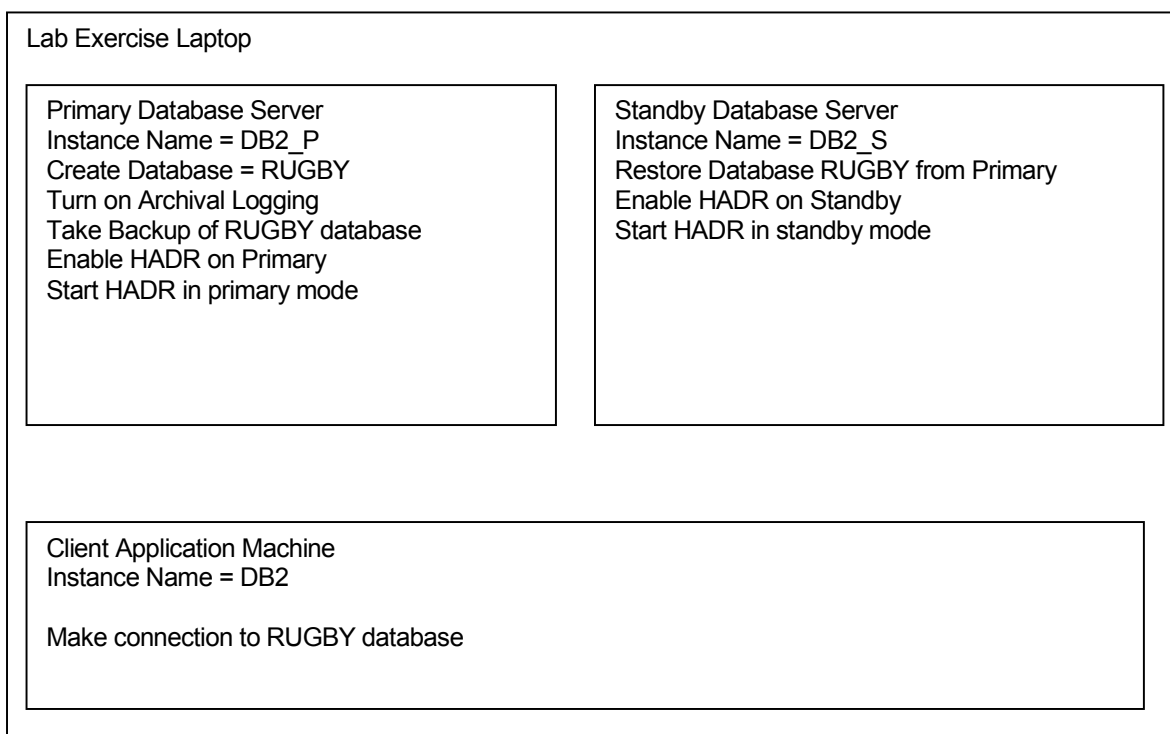 Lab Exercise Laptop
Primary Database Server
Instance Name = DB2_P
Create Database = RUGBY
Turn on Archival Logging
Take Backup of RUGBY database
Enable HADR on Primary
Start HADR in primary mode
Standby Database Server
Instance Name = DB2_S
Restore Database RUGBY from Primary
Enable HADR on Standby
Start HADR in standby mode
Client Application Machine
Instance Name = DB2
Make connection to RUGBY database